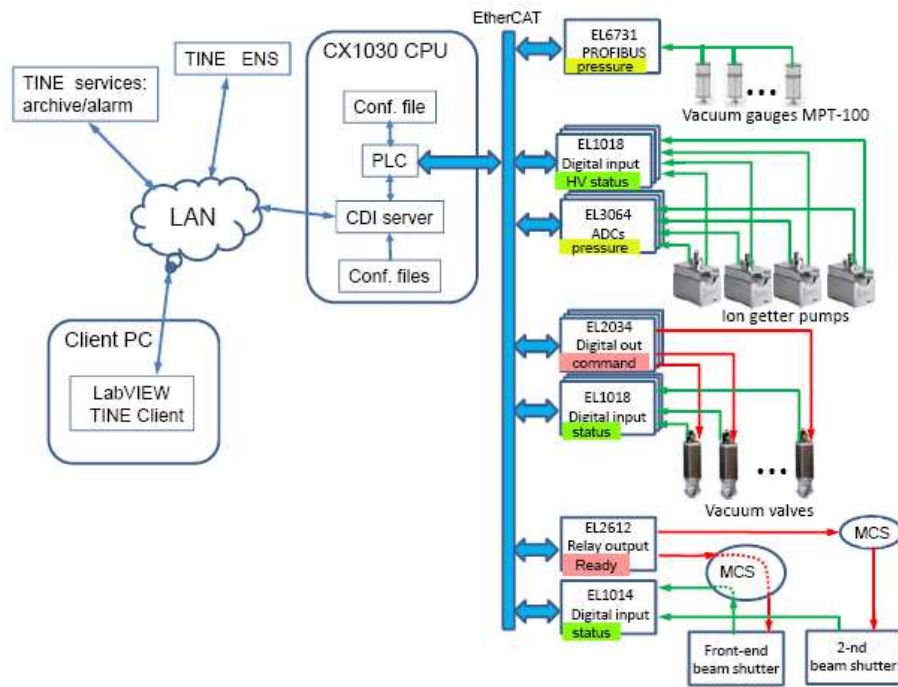 EtherCAT
CX1030 CPU
TINE ENS
TINE services:
archive/alarm
Conf. file
PLC
LAN
CDI server
Conf. files
Client PC
LabVIEW
TINE Client
EL6731
PROFIBUS
pressure
Vacuum gauges MPT-100
EL1018
Digital input
HV status
EL3064
ADCs
pressure
Ion getter pumps
EL2034
Digital out
command
EL1018
Digital input
status
Vacuum valves
EL2612
Relay output
Ready
MCS
MCS
EL1014
Digital input
status
Front-end
beam shutter
2-nd
beam shutter